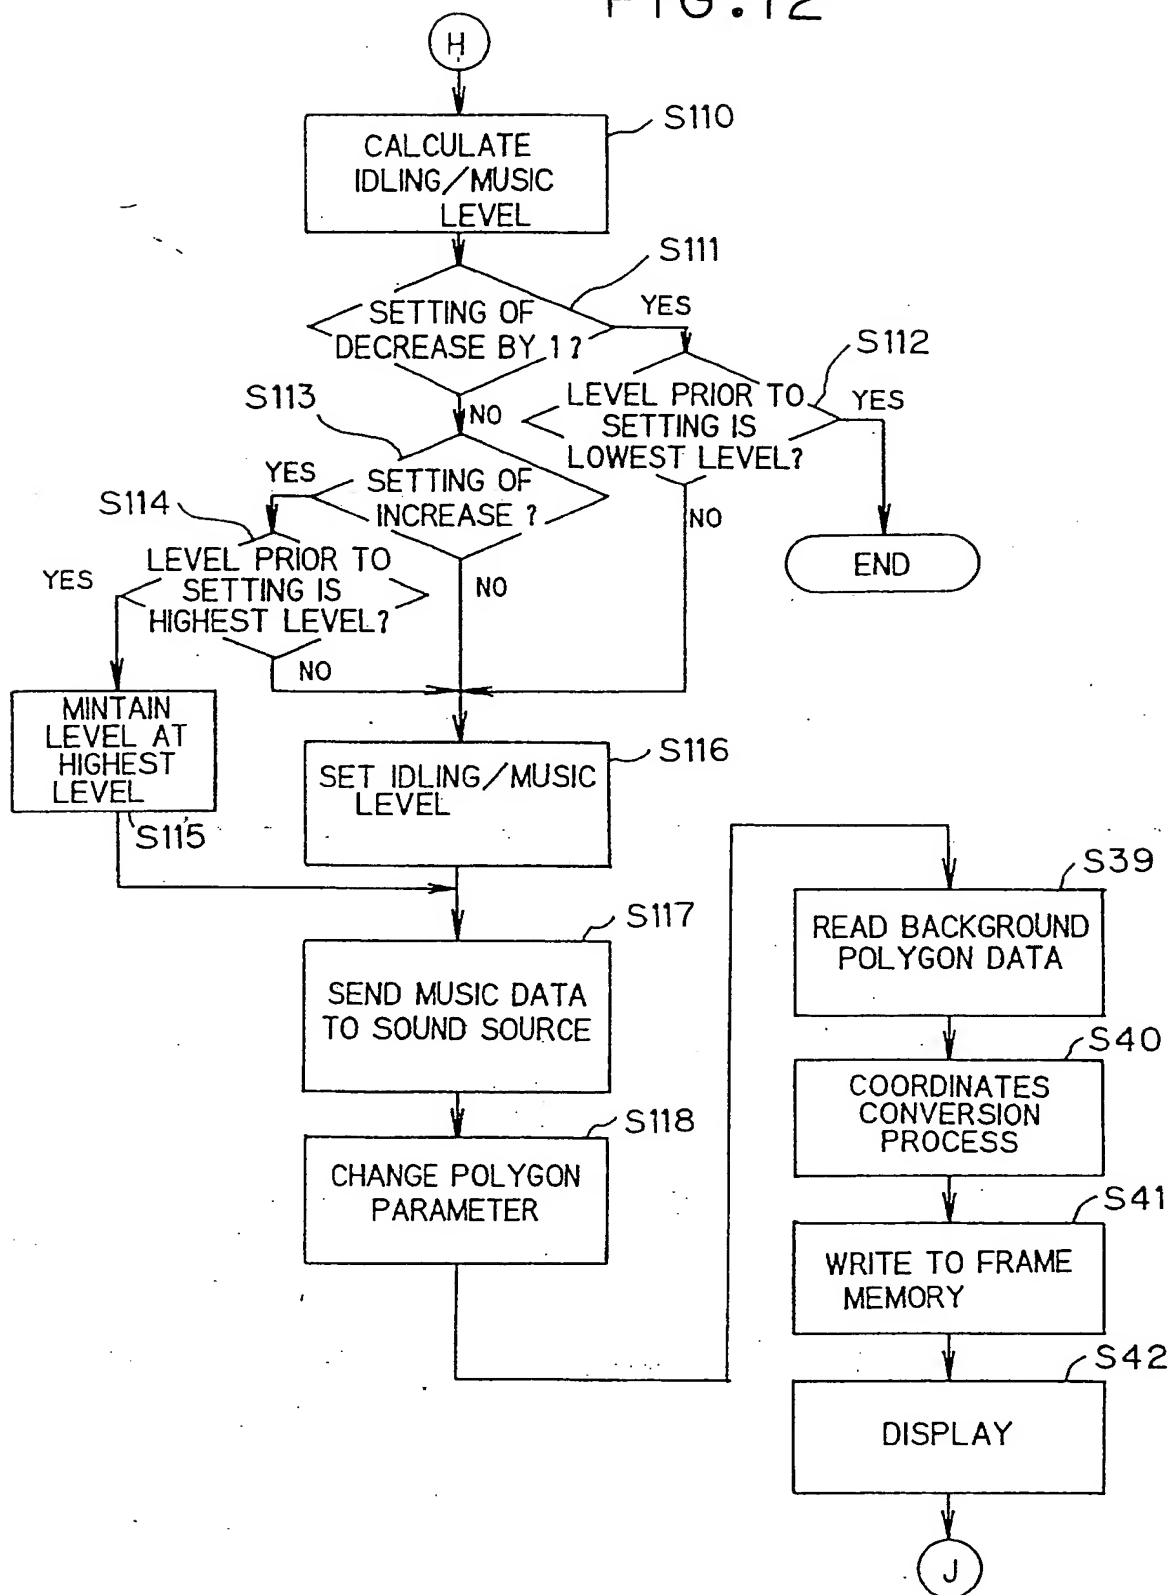 FIG.12
H
S110
CALCULATE
IDLING/MUSIC
LEVEL
S111
SETTING OF
DECREASE BY 1?
YES
NO
S112
LEVEL PRIOR TO
SETTING IS
LOWEST LEVEL?
YES
NO
END
S113
SETTING OF
INCREASE ?
YES
NO
S114
LEVEL PRIOR TO
SETTING IS
HIGHEST LEVEL?
YES
NO
MINTAIN
LEVEL AT
HIGHEST
LEVEL
S115
S116
SET IDLING/MUSIC
LEVEL
S117
SEND MUSIC DATA
TO SOUND SOURCE
S118
CHANGE POLYGON
PARAMETER
S39
READ BACKGROUND
POLYGON DATA
S40
COORDINATES
CONVERSION
PROCESS
S41
WRITE TO FRAME
MEMORY
S42
DISPLAY
J